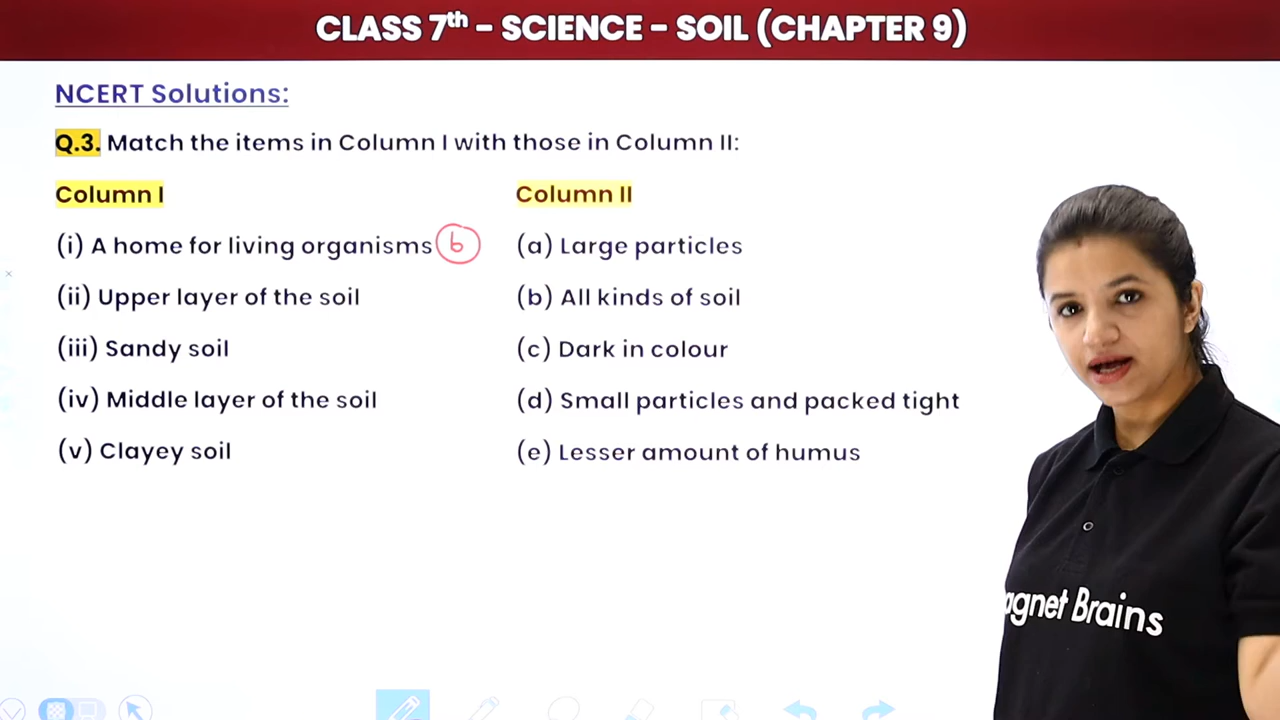 CLASS 7th - SCIENCE - SOIL (CHAPTER 9)
NCERT Solutions:
Q.3. Match the items in Column I with those in Column II:
Column I Column II
(i) A home for living organisms b (a) Large particles
(ii) Upper layer of the soil (b) All kinds of soil
(iii) Sandy soil (c) Dark in colour
(iv) Middle layer of the soil (d) Small particles and packed tight
(v) Clayey soil (e) Lesser amount of humus
agnet Brains